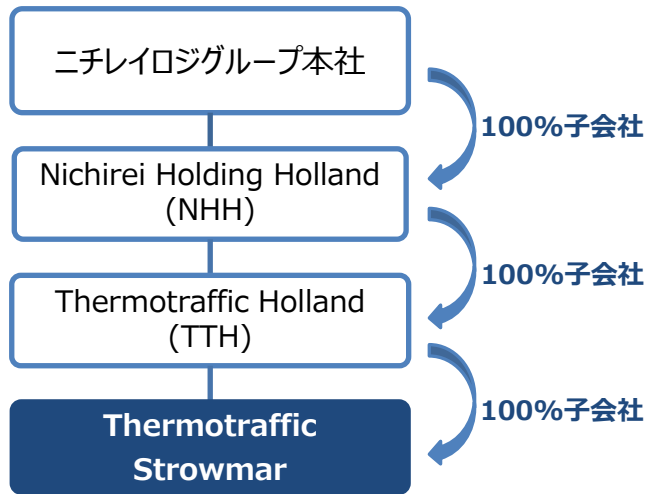 ニチレイロジグループ本社
100%子会社
Nichirei Holding Holland
(NHH)
100%子会社
Thermotraffic Holland
(TTH)
100%子会社
Thermotraffic
Strowmar